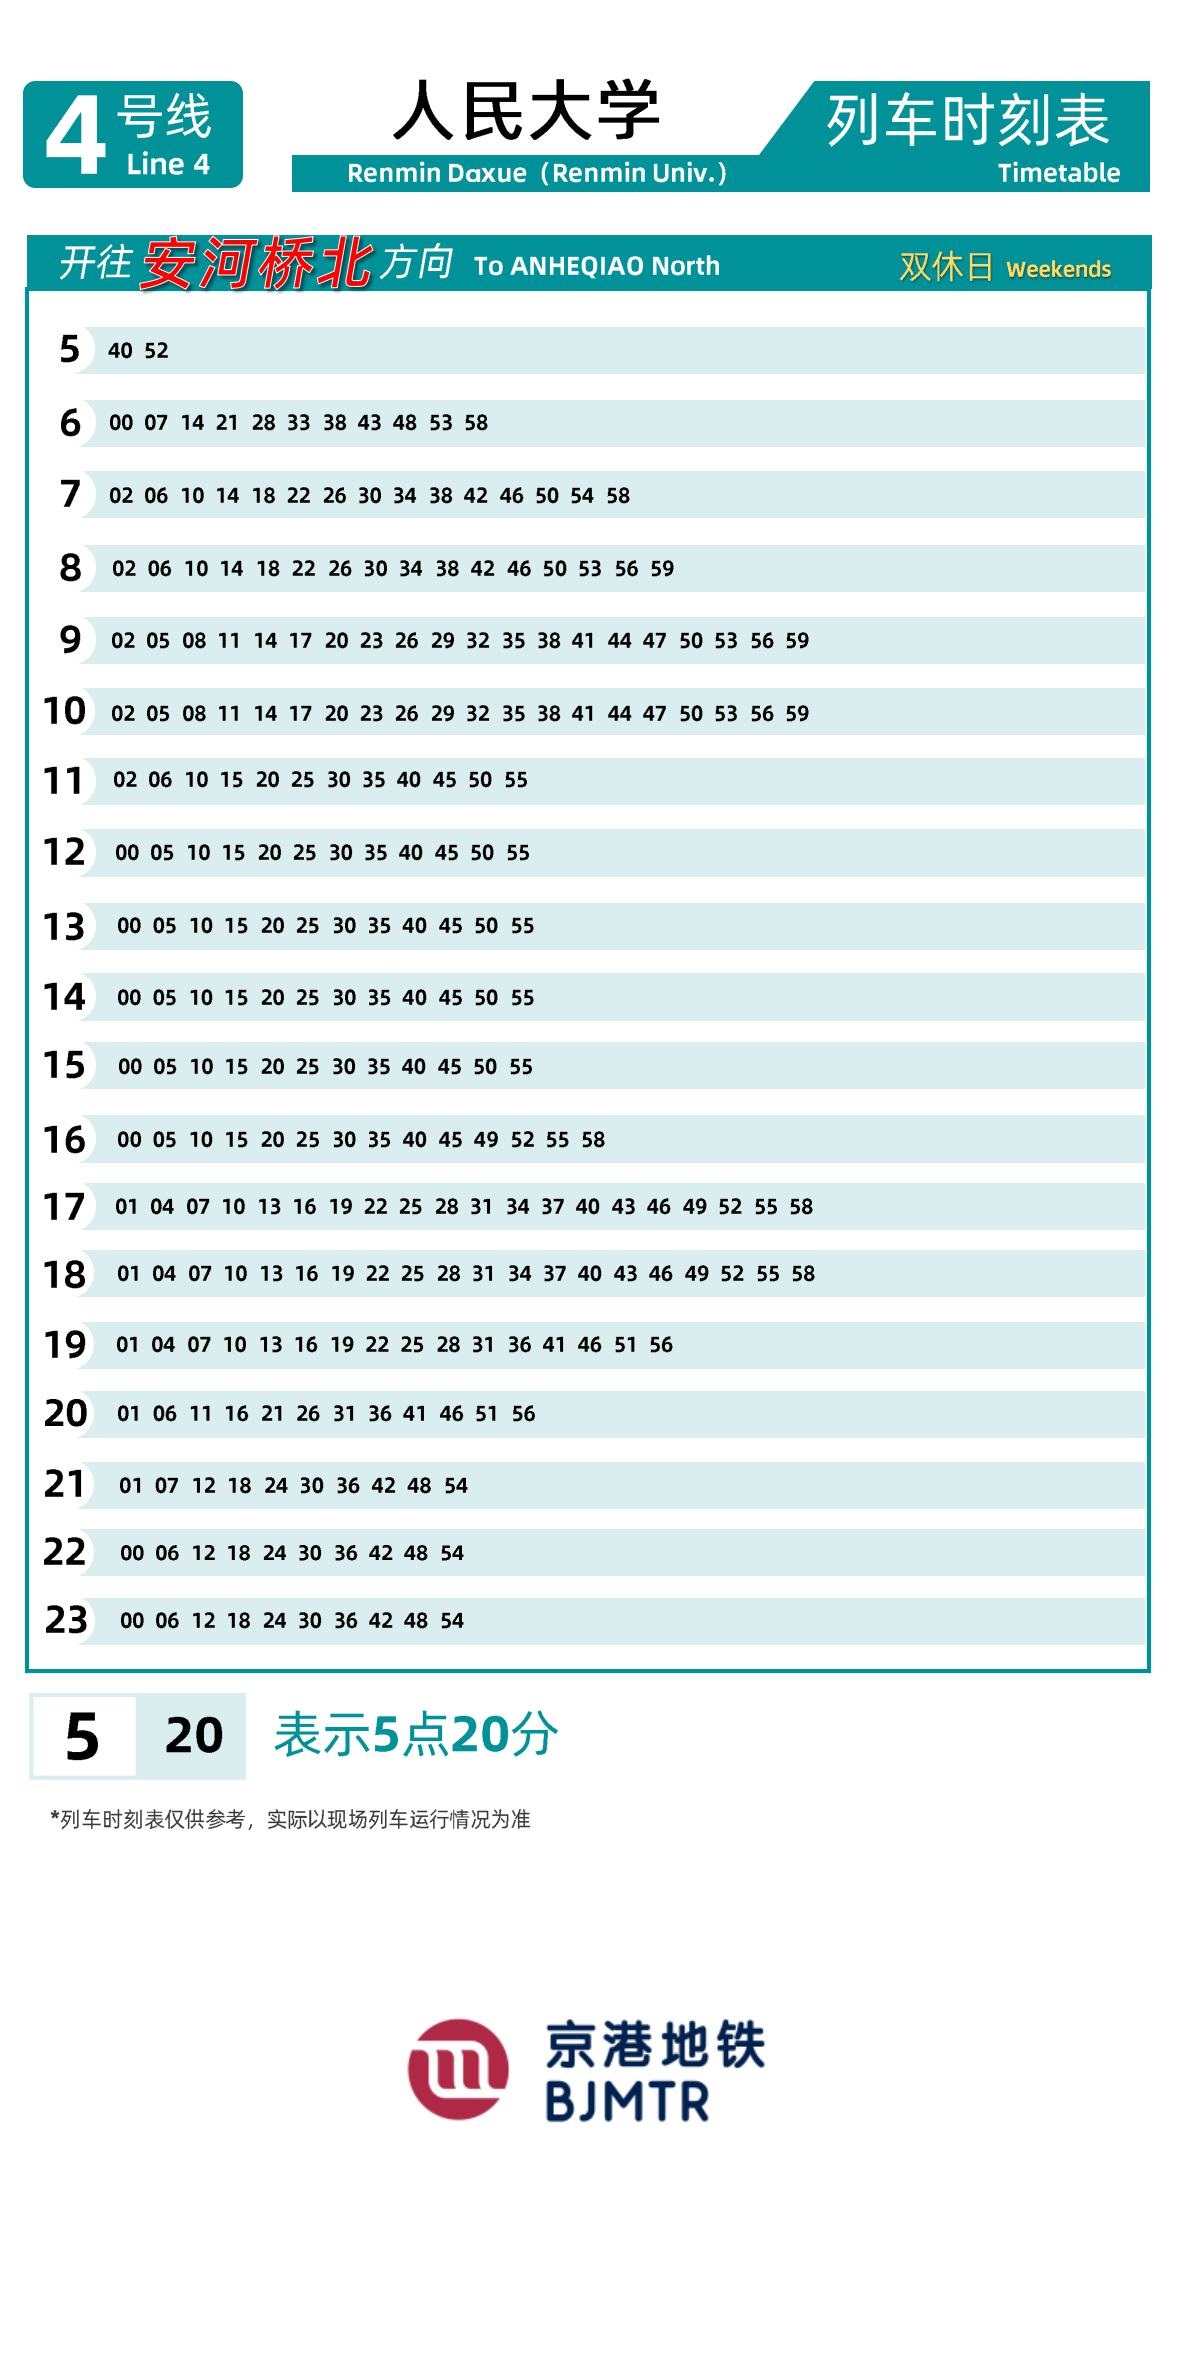 4 号线
Line 4
人民大学
Renmin Daxue（Renmin Univ.）
列车时刻表
Timetable
开往 安河桥北 方向 To ANHEQIAO North 双休日 Weekends
5 40 52
6 00 07 14 21 28 33 38 43 48 53 58
7 02 06 10 14 18 22 26 30 34 38 42 46 50 54 58
8 02 06 10 14 18 22 26 30 34 38 42 46 50 53 56 59
9 02 05 08 11 14 17 20 23 26 29 32 35 38 41 44 47 50 53 56 59
10 02 05 08 11 14 17 20 23 26 29 32 35 38 41 44 47 50 53 56 59
11 02 06 10 15 20 25 30 35 40 45 50 55
12 00 05 10 15 20 25 30 35 40 45 50 55
13 00 05 10 15 20 25 30 35 40 45 50 55
14 00 05 10 15 20 25 30 35 40 45 50 55
15 00 05 10 15 20 25 30 35 40 45 50 55
16 00 05 10 15 20 25 30 35 40 45 49 52 55 58
17 01 04 07 10 13 16 19 22 25 28 31 34 37 40 43 46 49 52 55 58
18 01 04 07 10 13 16 19 22 25 28 31 34 37 40 43 46 49 52 55 58
19 01 04 07 10 13 16 19 22 25 28 31 36 41 46 51 56
20 01 06 11 16 21 26 31 36 41 46 51 56
21 01 07 12 18 24 30 36 42 48 54
22 00 06 12 18 24 30 36 42 48 54
23 00 06 12 18 24 30 36 42 48 54
5 20 表示5点20分
*列车时刻表仅供参考，实际以现场列车运行情况为准
京港地铁
BJMTR